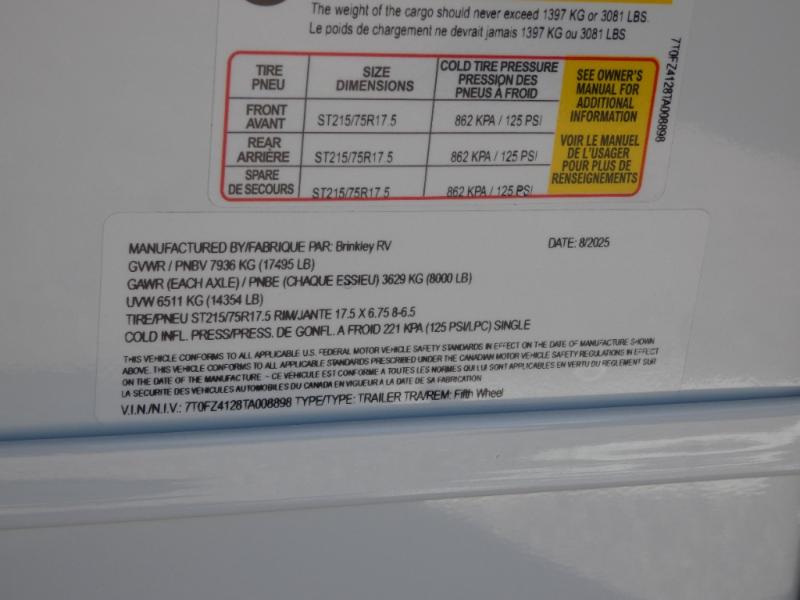 The weight of the cargo should never exceed 1397 KG or 3081 LBS.
Le poids de chargement ne devrait jamais 1397 KG ou 3081 LBS
7T0FZ4128TA008898
TIRE PNEU SIZE DIMENSIONS COLD TIRE PRESSURE PRESSION DES PNEUS À FROID
FRONT AVANT ST215/75R17.5 862 KPA / 125 PSI
REAR ARRIÈRE ST215/75R17.5 862 KPA / 125 PSI
SPARE DE SECOURS ST215/75R17.5 862 KPA / 125 PSI
SEE OWNER'S
MANUAL FOR
ADDITIONAL
INFORMATION
VOIR LE MANUEL
DE L'USAGER
POUR PLUS DE
RENSEIGNEMENTS
MANUFACTURED BY/FABRIQUE PAR: Brinkley RV DATE: 8/2025
GVWR / PNBV 7936 KG (17495 LB)
GAWR (EACH AXLE) / PNBE (CHAQUE ESSIEU) 3629 KG (8000 LB)
UVW 6511 KG (14354 LB)
TIRE/PNEU ST215/75R17.5 RIM/JANTE 17.5 X 6.75 8-6.5
COLD INFL. PRESS/PRESS. DE GONFL. A FROID 221 KPA (125 PSI/LPC) SINGLE
THIS VEHICLE CONFORMS TO ALL APPLICABLE U.S. FEDERAL MOTOR VEHICLE SAFETY STANDARDS IN EFFECT ON THE DATE OF MANUFACTURE SHOWN
ABOVE. THIS VEHICLE CONFORMS TO ALL APPLICABLE STANDARDS PRESCRIBED UNDER THE CANADIAN MOTOR VEHICLE SAFETY REGULATIONS IN EFFECT
ON THE DATE OF THE MANUFACTURE - CE VEHICULE EST CONFORME A TOUTES LES NORMES QUI LUI SONT APPLICABLES EN VERTU DU REGLEMENT SUR
LA SECURITE DES VEHICULES AUTOMOBILES DU CANADA EN VIGUEUR A LA DATE DE SA FABRICATION
V.I.N./N.I.V.: 7T0FZ4128TA008898 TYPE/TYPE: TRAILER TRA/REM: Fifth Wheel